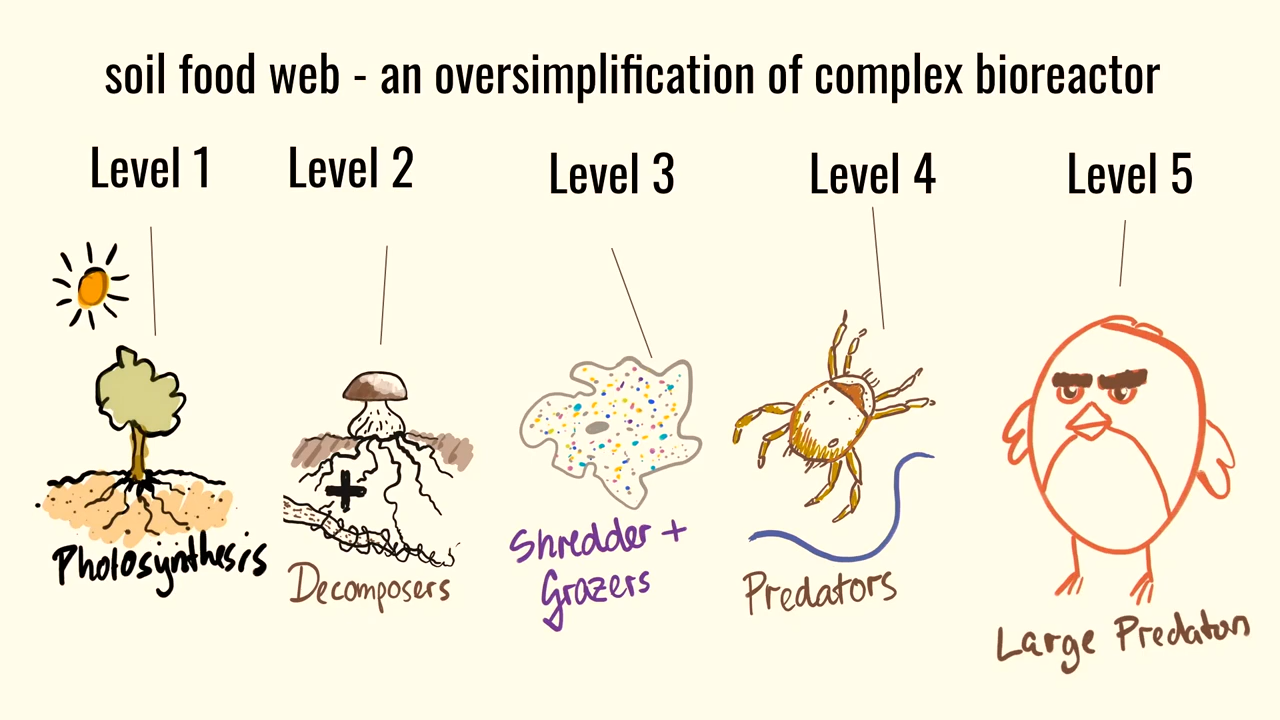 soil food web - an oversimplification of complex bioreactor
Level 1
Level 2
Level 3
Level 4
Level 5
Photosynthesis
Decomposers
Shredder +
Grazers
Predators
Large Predators